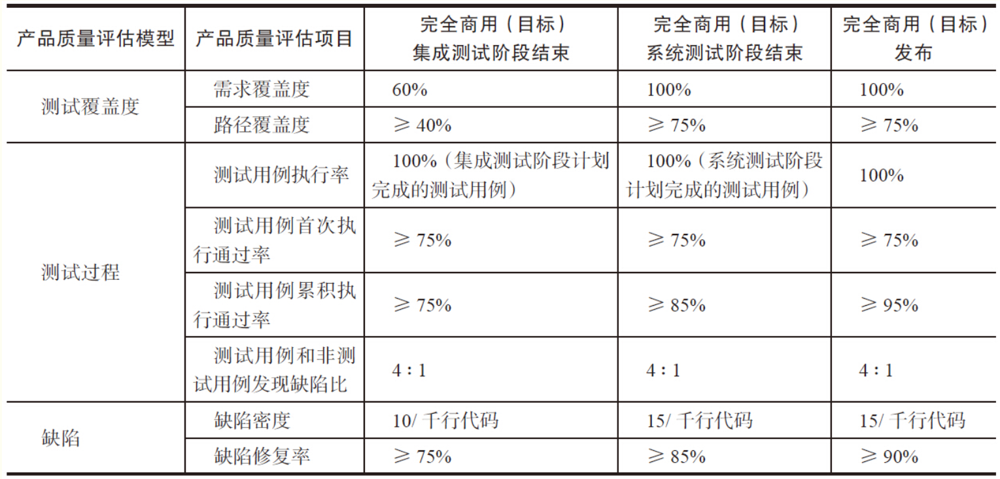 产品质量评估模型
产品质量评估项目
完全商用（目标）
集成测试阶段结束
完全商用（目标）
系统测试阶段结束
完全商用（目标）
发布
测试覆盖度
需求覆盖度
60%
100%
100%
路径覆盖度
≥ 40%
≥ 75%
≥ 75%
测试过程
测试用例执行率
100%（集成测试阶段计划
完成的测试用例）
100%（系统测试阶段
计划完成的测试用例）
100%
测试用例首次执
行通过率
≥ 75%
≥ 75%
≥ 75%
测试用例累积执
行通过率
≥ 75%
≥ 85%
≥ 95%
测试用例和非测
试用例发现缺陷比
4：1
4：1
4：1
缺陷
缺陷密度
10/ 千行代码
15/ 千行代码
15/ 千行代码
缺陷修复率
≥ 75%
≥ 85%
≥ 90%